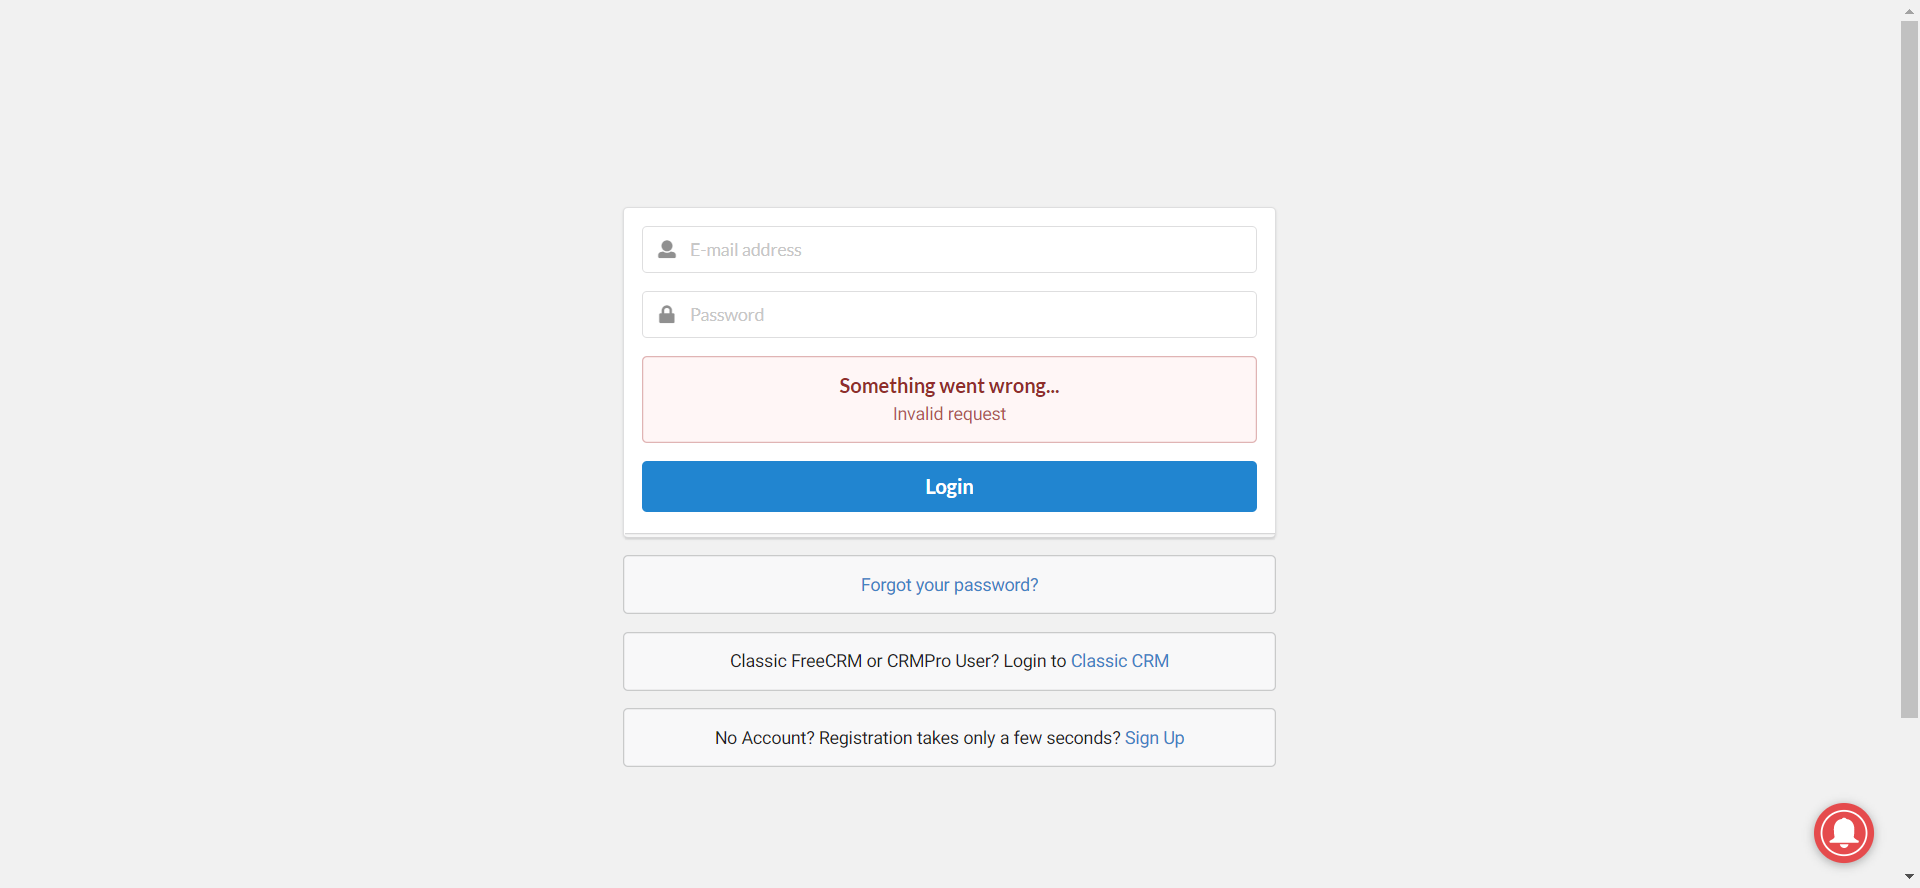 E-mail address
Password
Something went wrong...
Invalid request
Login
Forgot your password?
Classic FreeCRM or CRMPro User? Login to Classic CRM
No Account? Registration takes only a few seconds? Sign Up